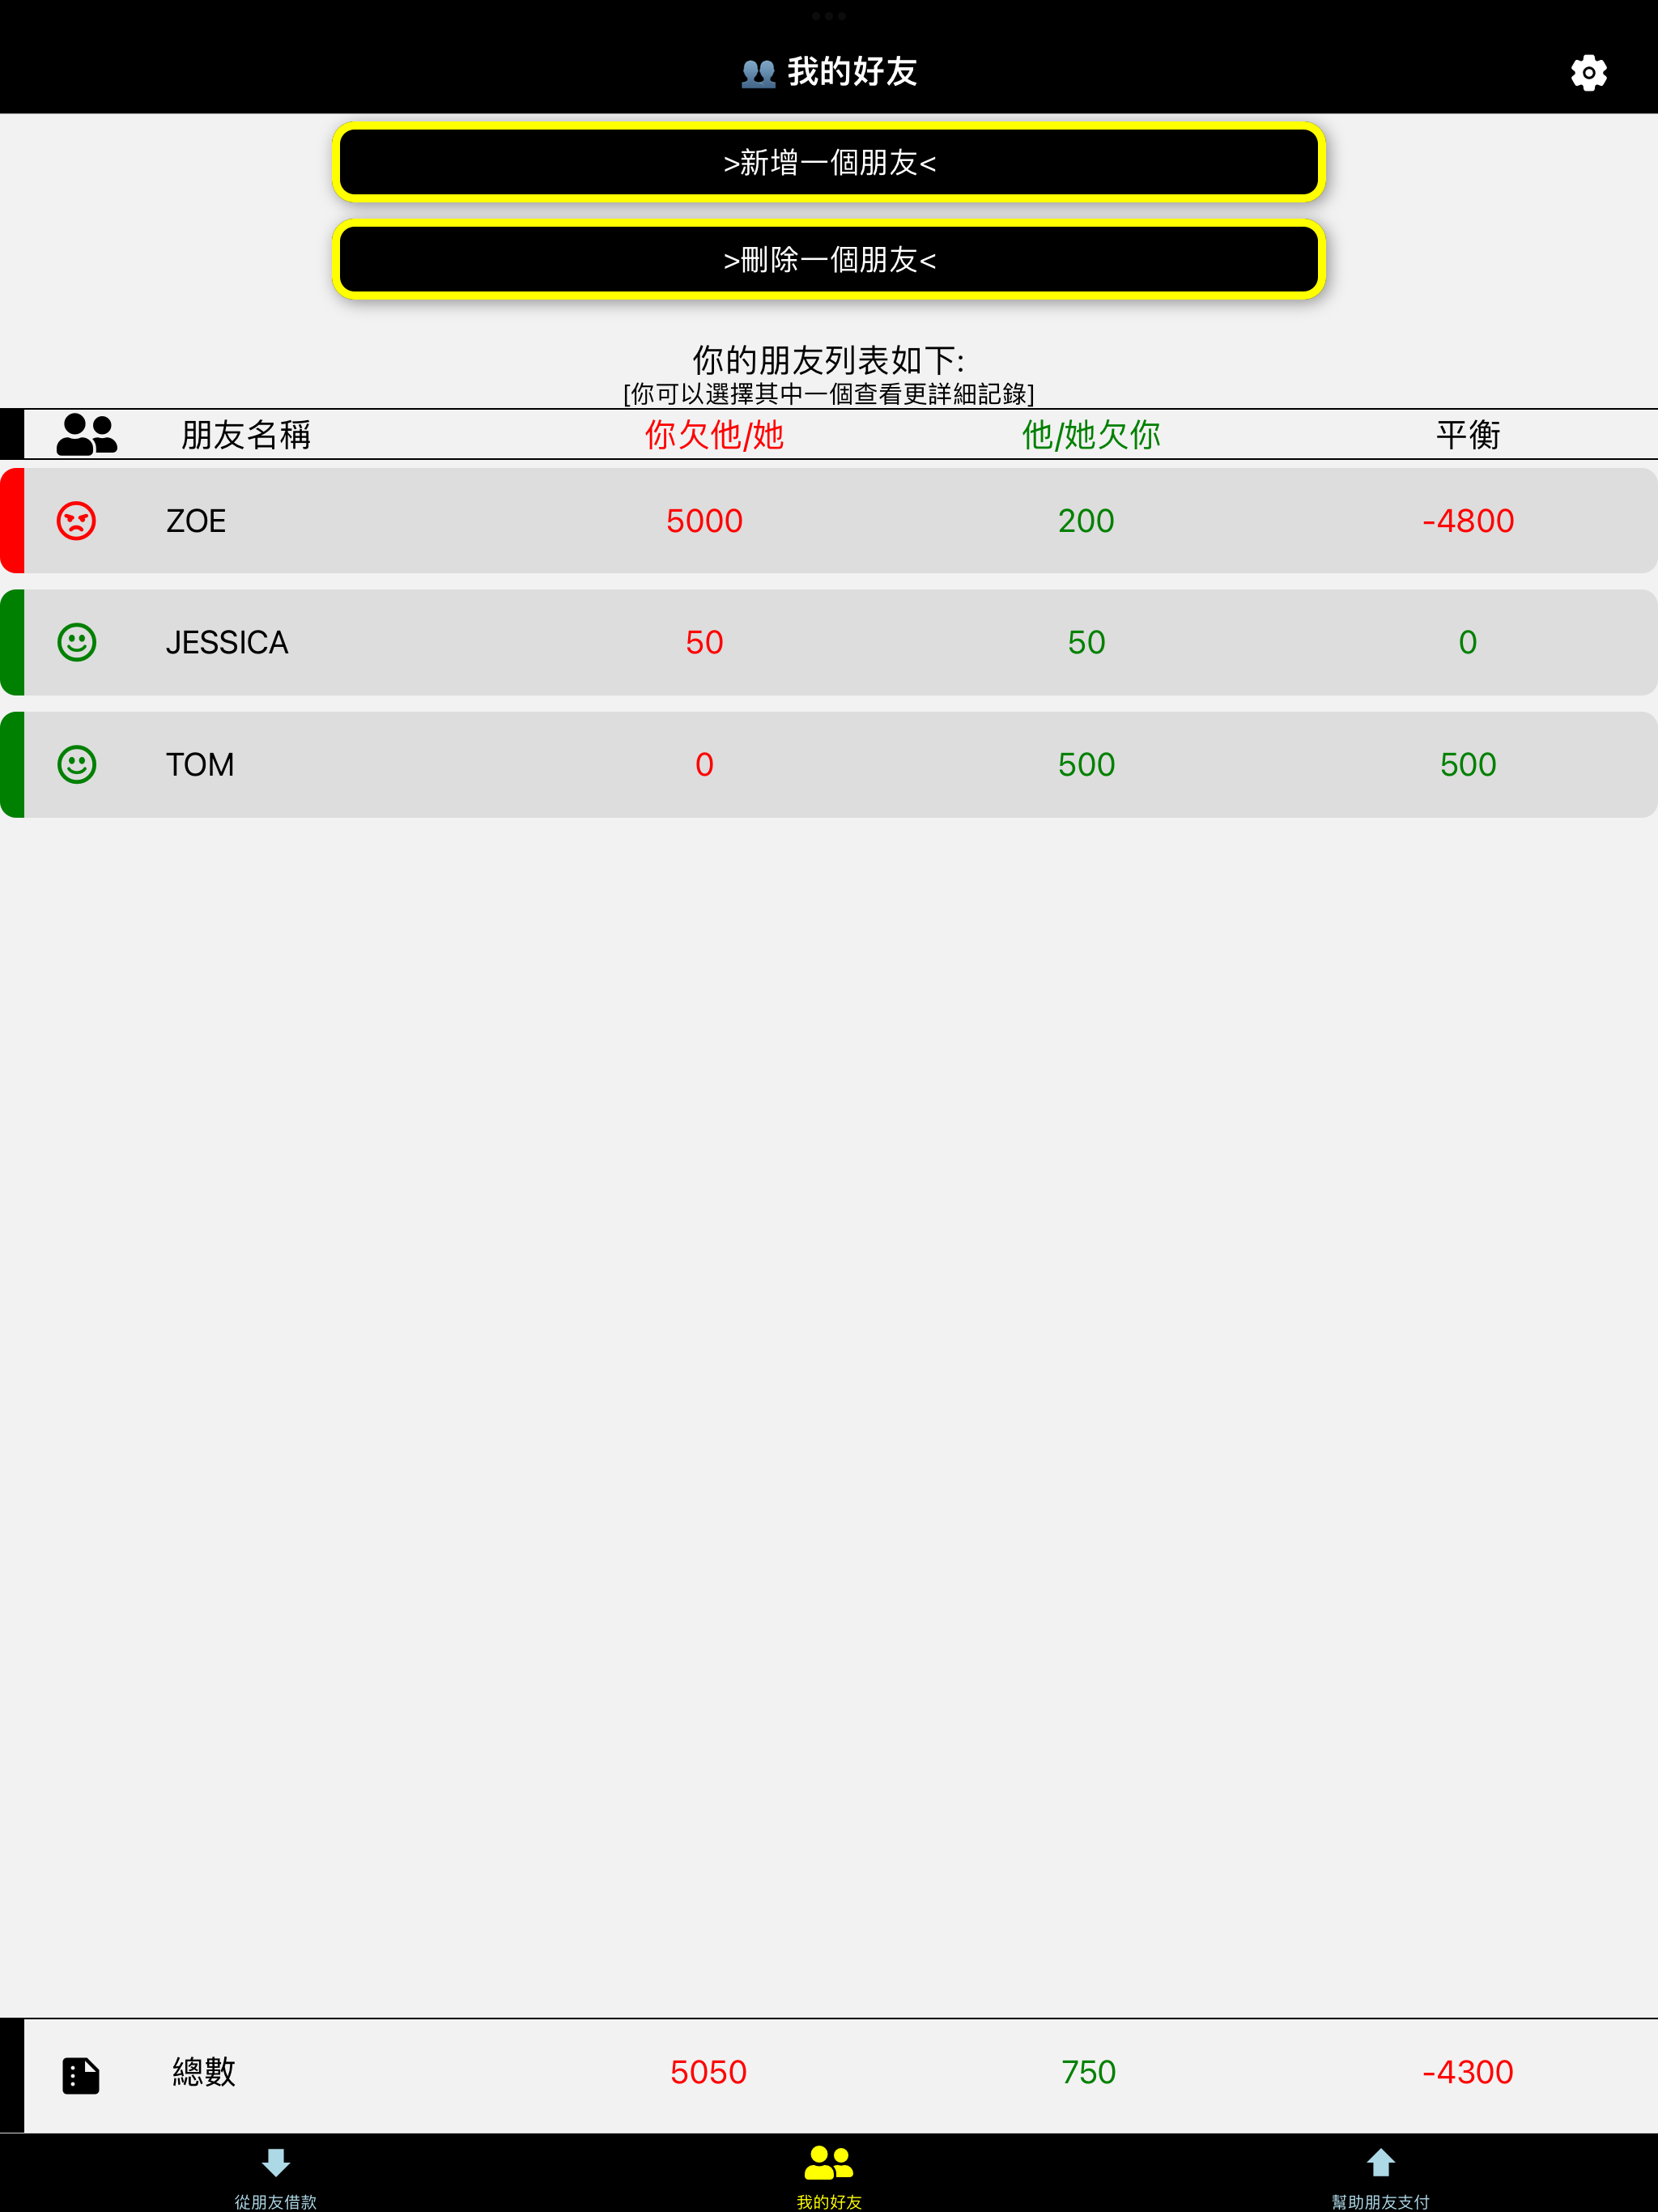 我的好友
>新增一個朋友<
>刪除一個朋友<
你的朋友列表如下:
[你可以選擇其中一個查看更詳細記錄]
朋友名稱 你欠他/她 他/她欠你 平衡
ZOE 5000 200 -4800
JESSICA 50 50 0
TOM 0 500 500
總數 5050 750 -4300
從朋友借款 我的好友 幫助朋友支付